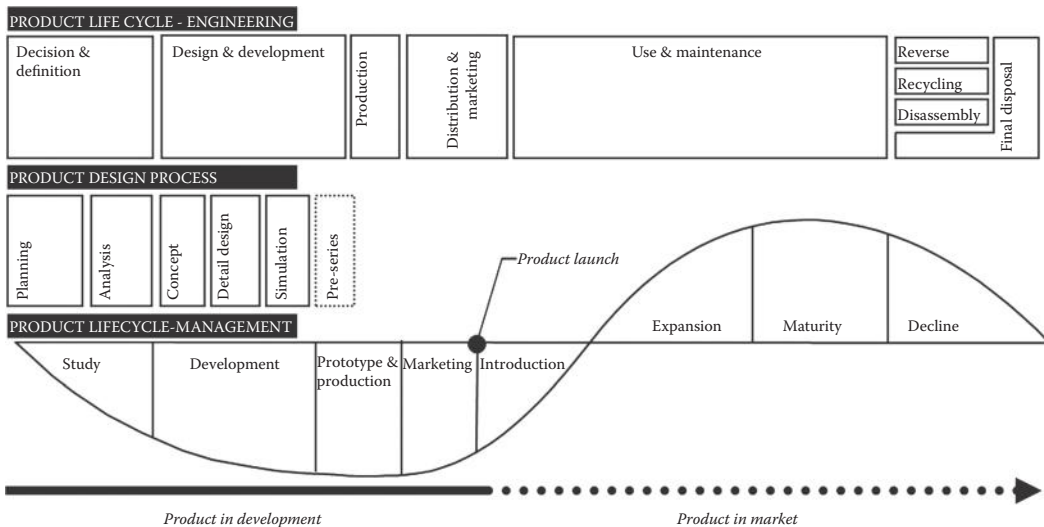 PRODUCT LIFE CYCLE - ENGINEERING
Decision &
definition
Design & development
Production
Distribution &
marketing
Use & maintenance
Reverse
Recycling
Disassembly
Final disposal
PRODUCT DESIGN PROCESS
Planning
Analysis
Concept
Detail design
Simulation
Pre-series
Product launch
PRODUCT LIFECYCLE-MANAGEMENT
Study
Development
Prototype &
production
Marketing
Introduction
Expansion
Maturity
Decline
Product in development
Product in market